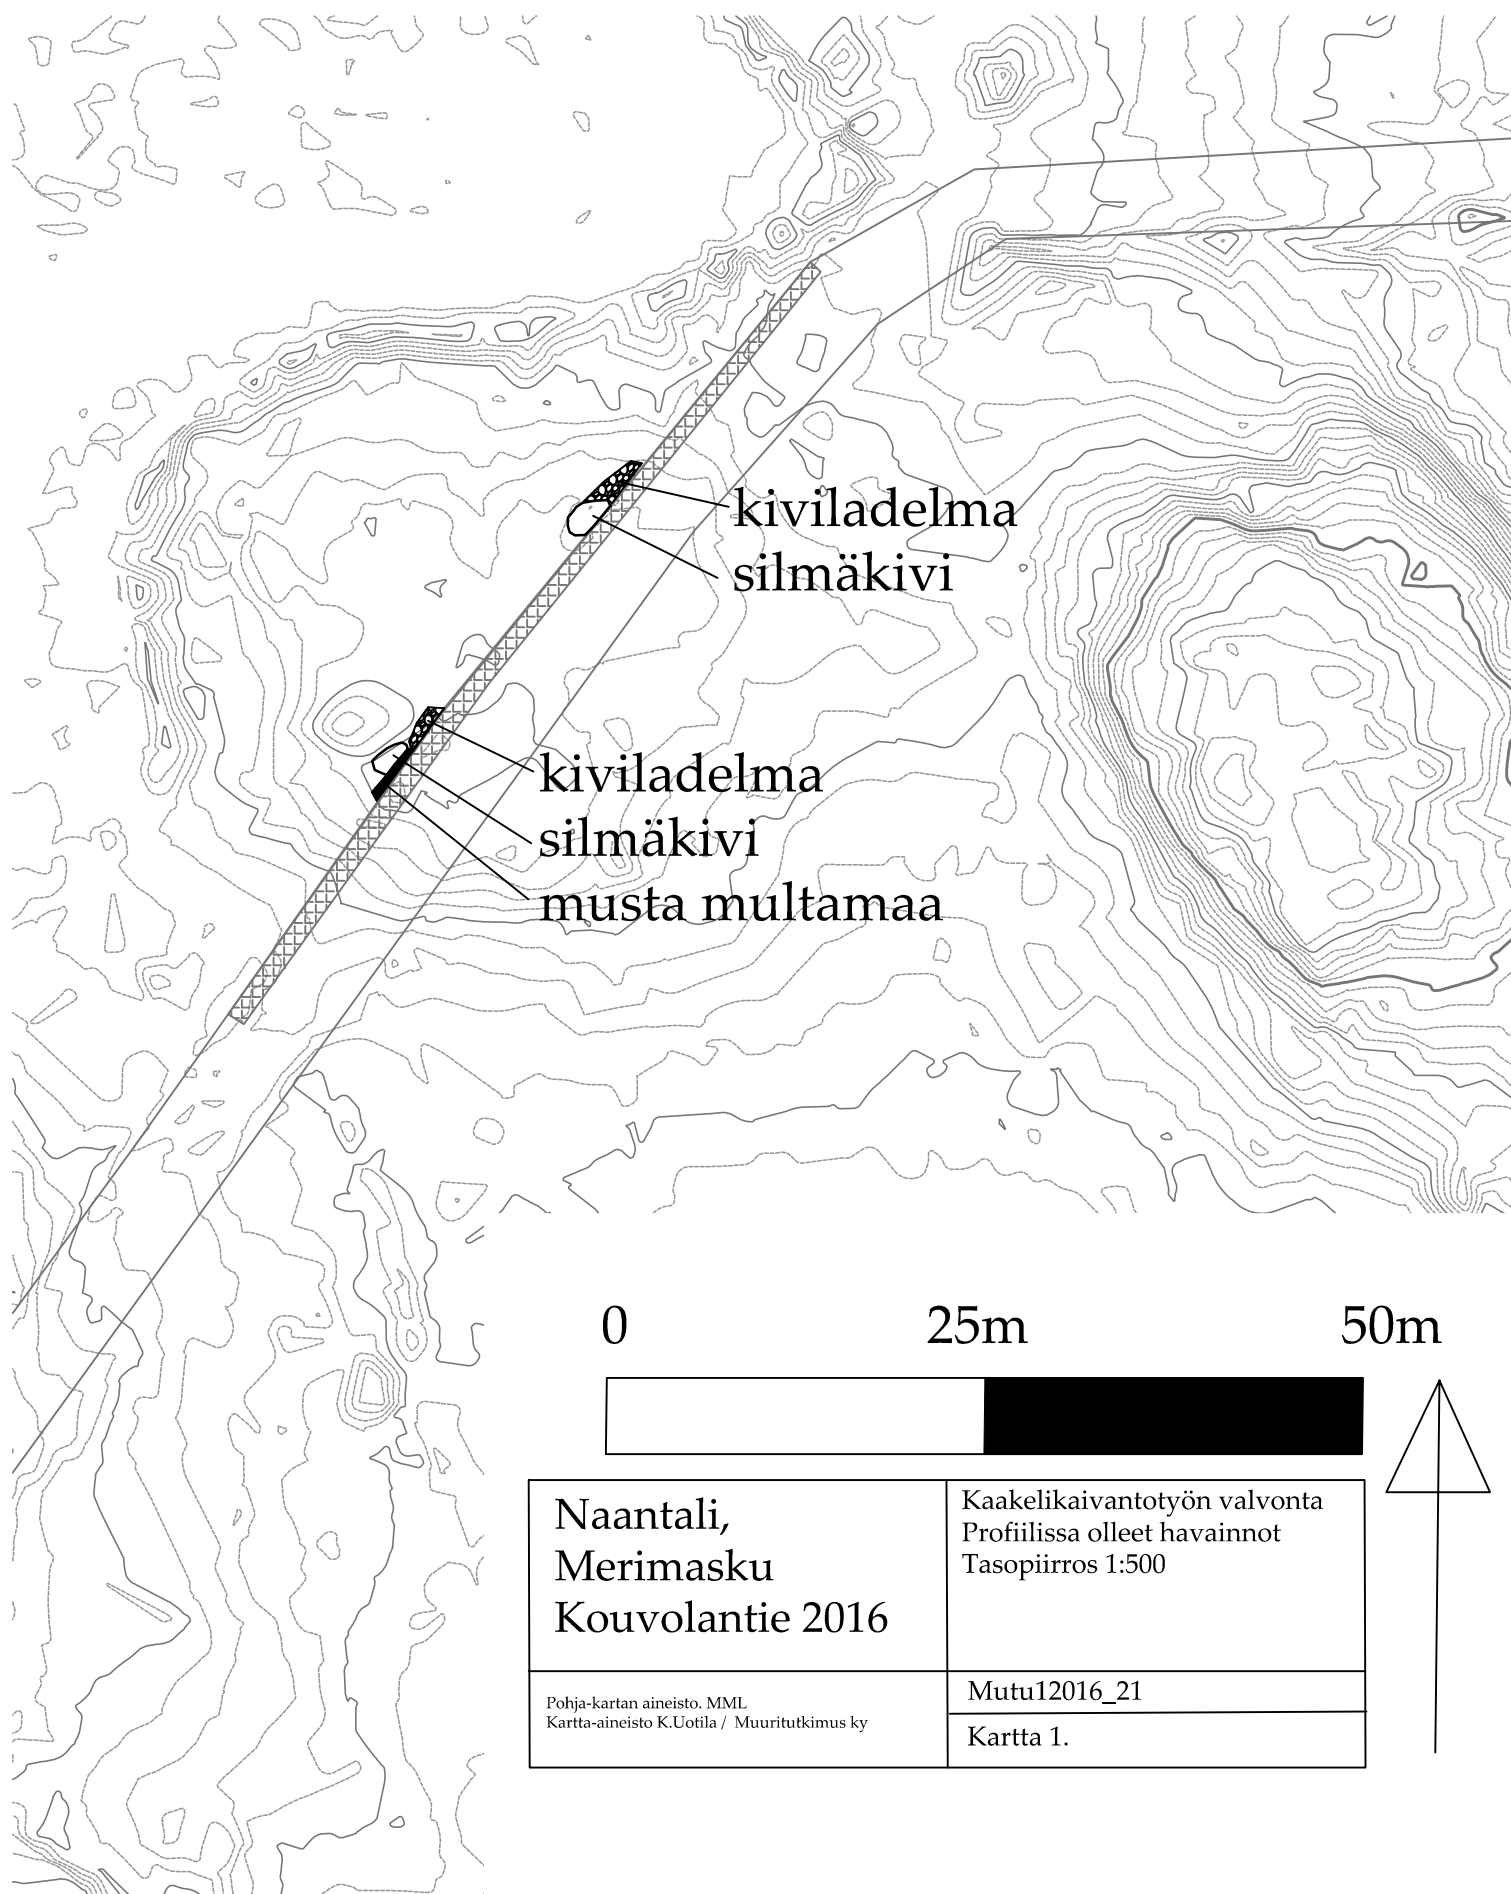 kiviladelma
silmäkivi
kiviladelma
silmäkivi
musta multamaa
0 25m 50m
Naantali,
Merimasku
Kouvolantie 2016
Kaakelikaivantotyön valvonta
Profiilissa olleet havainnot
Tasopiirros 1:500
Pohja-kartan aineisto. MML
Kartta-aineisto K.Uotila / Muuritutkimus ky
Mutu12016_21
Kartta 1.